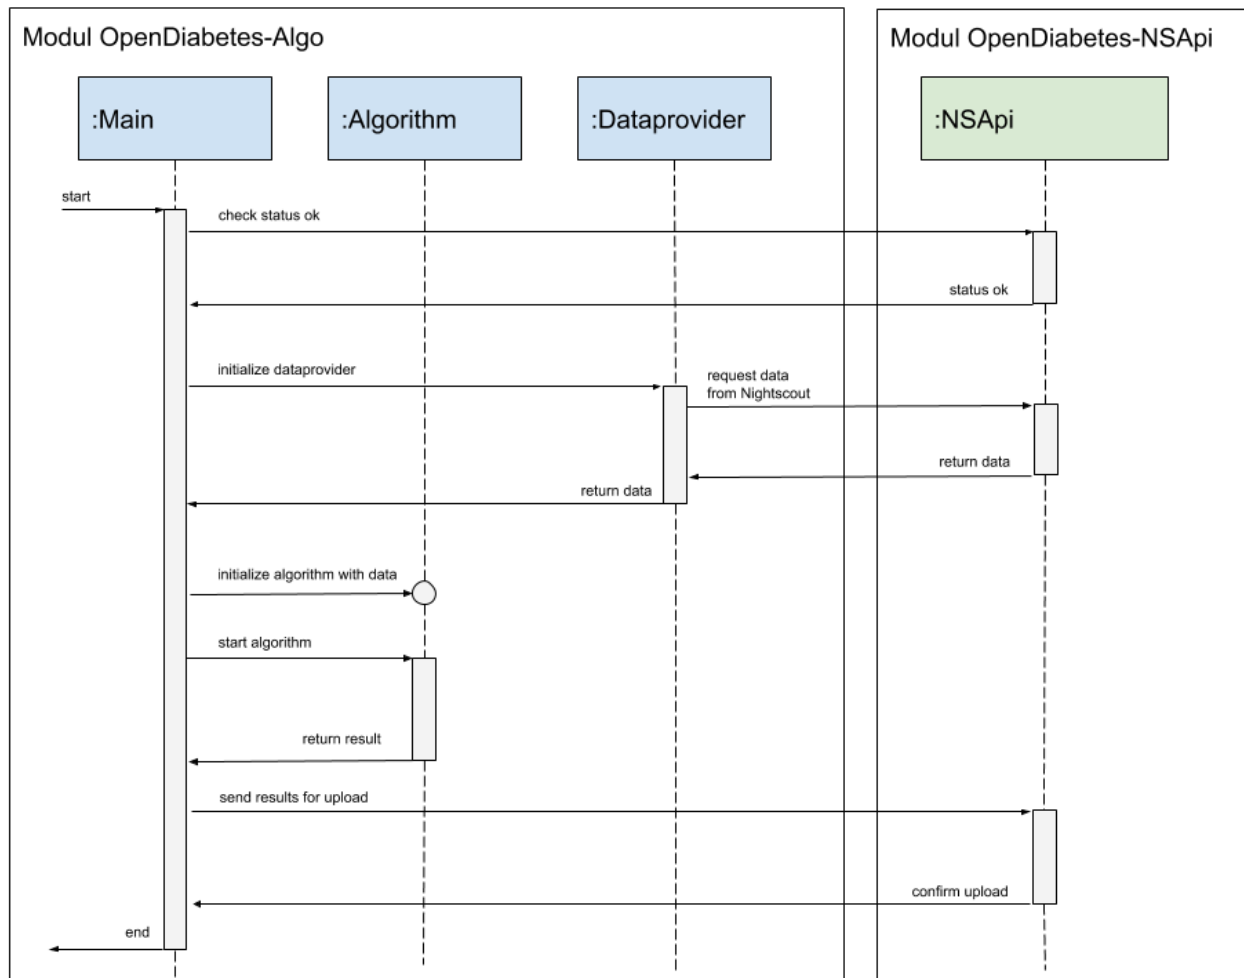 Modul OpenDiabetes-Algo
Modul OpenDiabetes-NSApi
:Main
:Algorithm
:Dataprovider
:NSApi
start
check status ok
status ok
initialize dataprovider
request data
from Nightscout
return data
return data
initialize algorithm with data
start algorithm
return result
send results for upload
confirm upload
end